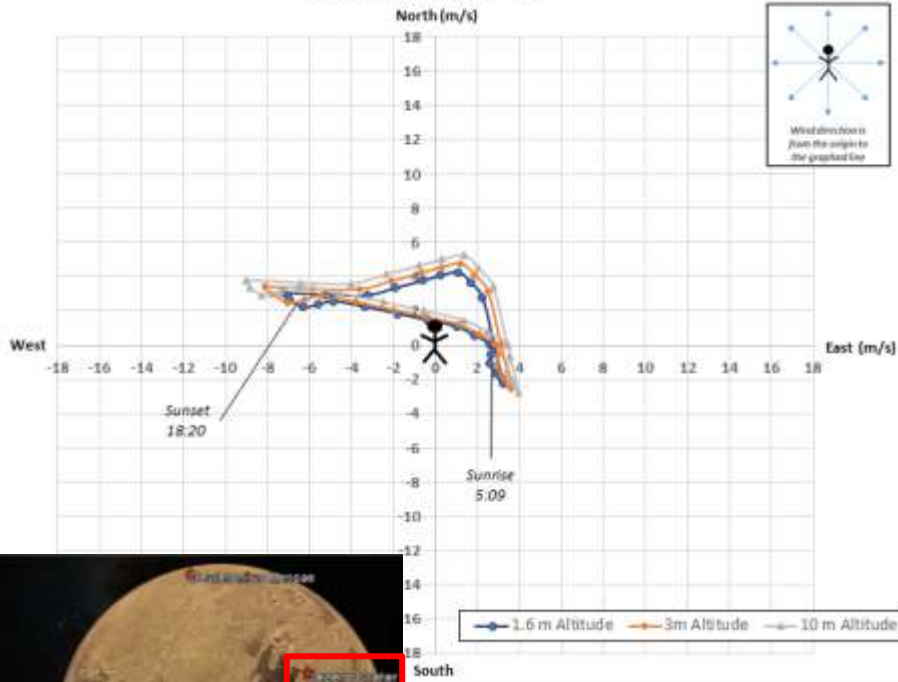 North (m/s)
18
16
14
12
10
8
6
4
2
0
-2
-4
-6
-8
-10
-12
14
16
18
West
-18 -16 -14 -12 -10 -8 -6 -4 -2 0 2 4 6 8 10 12 14 16 18
East (m/s)
Sunset
18:20
Sunrise
5:09
Wind direction is
from the origin to
the graphed line
1.6 m Altitude 3m Altitude 10 m Altitude
South